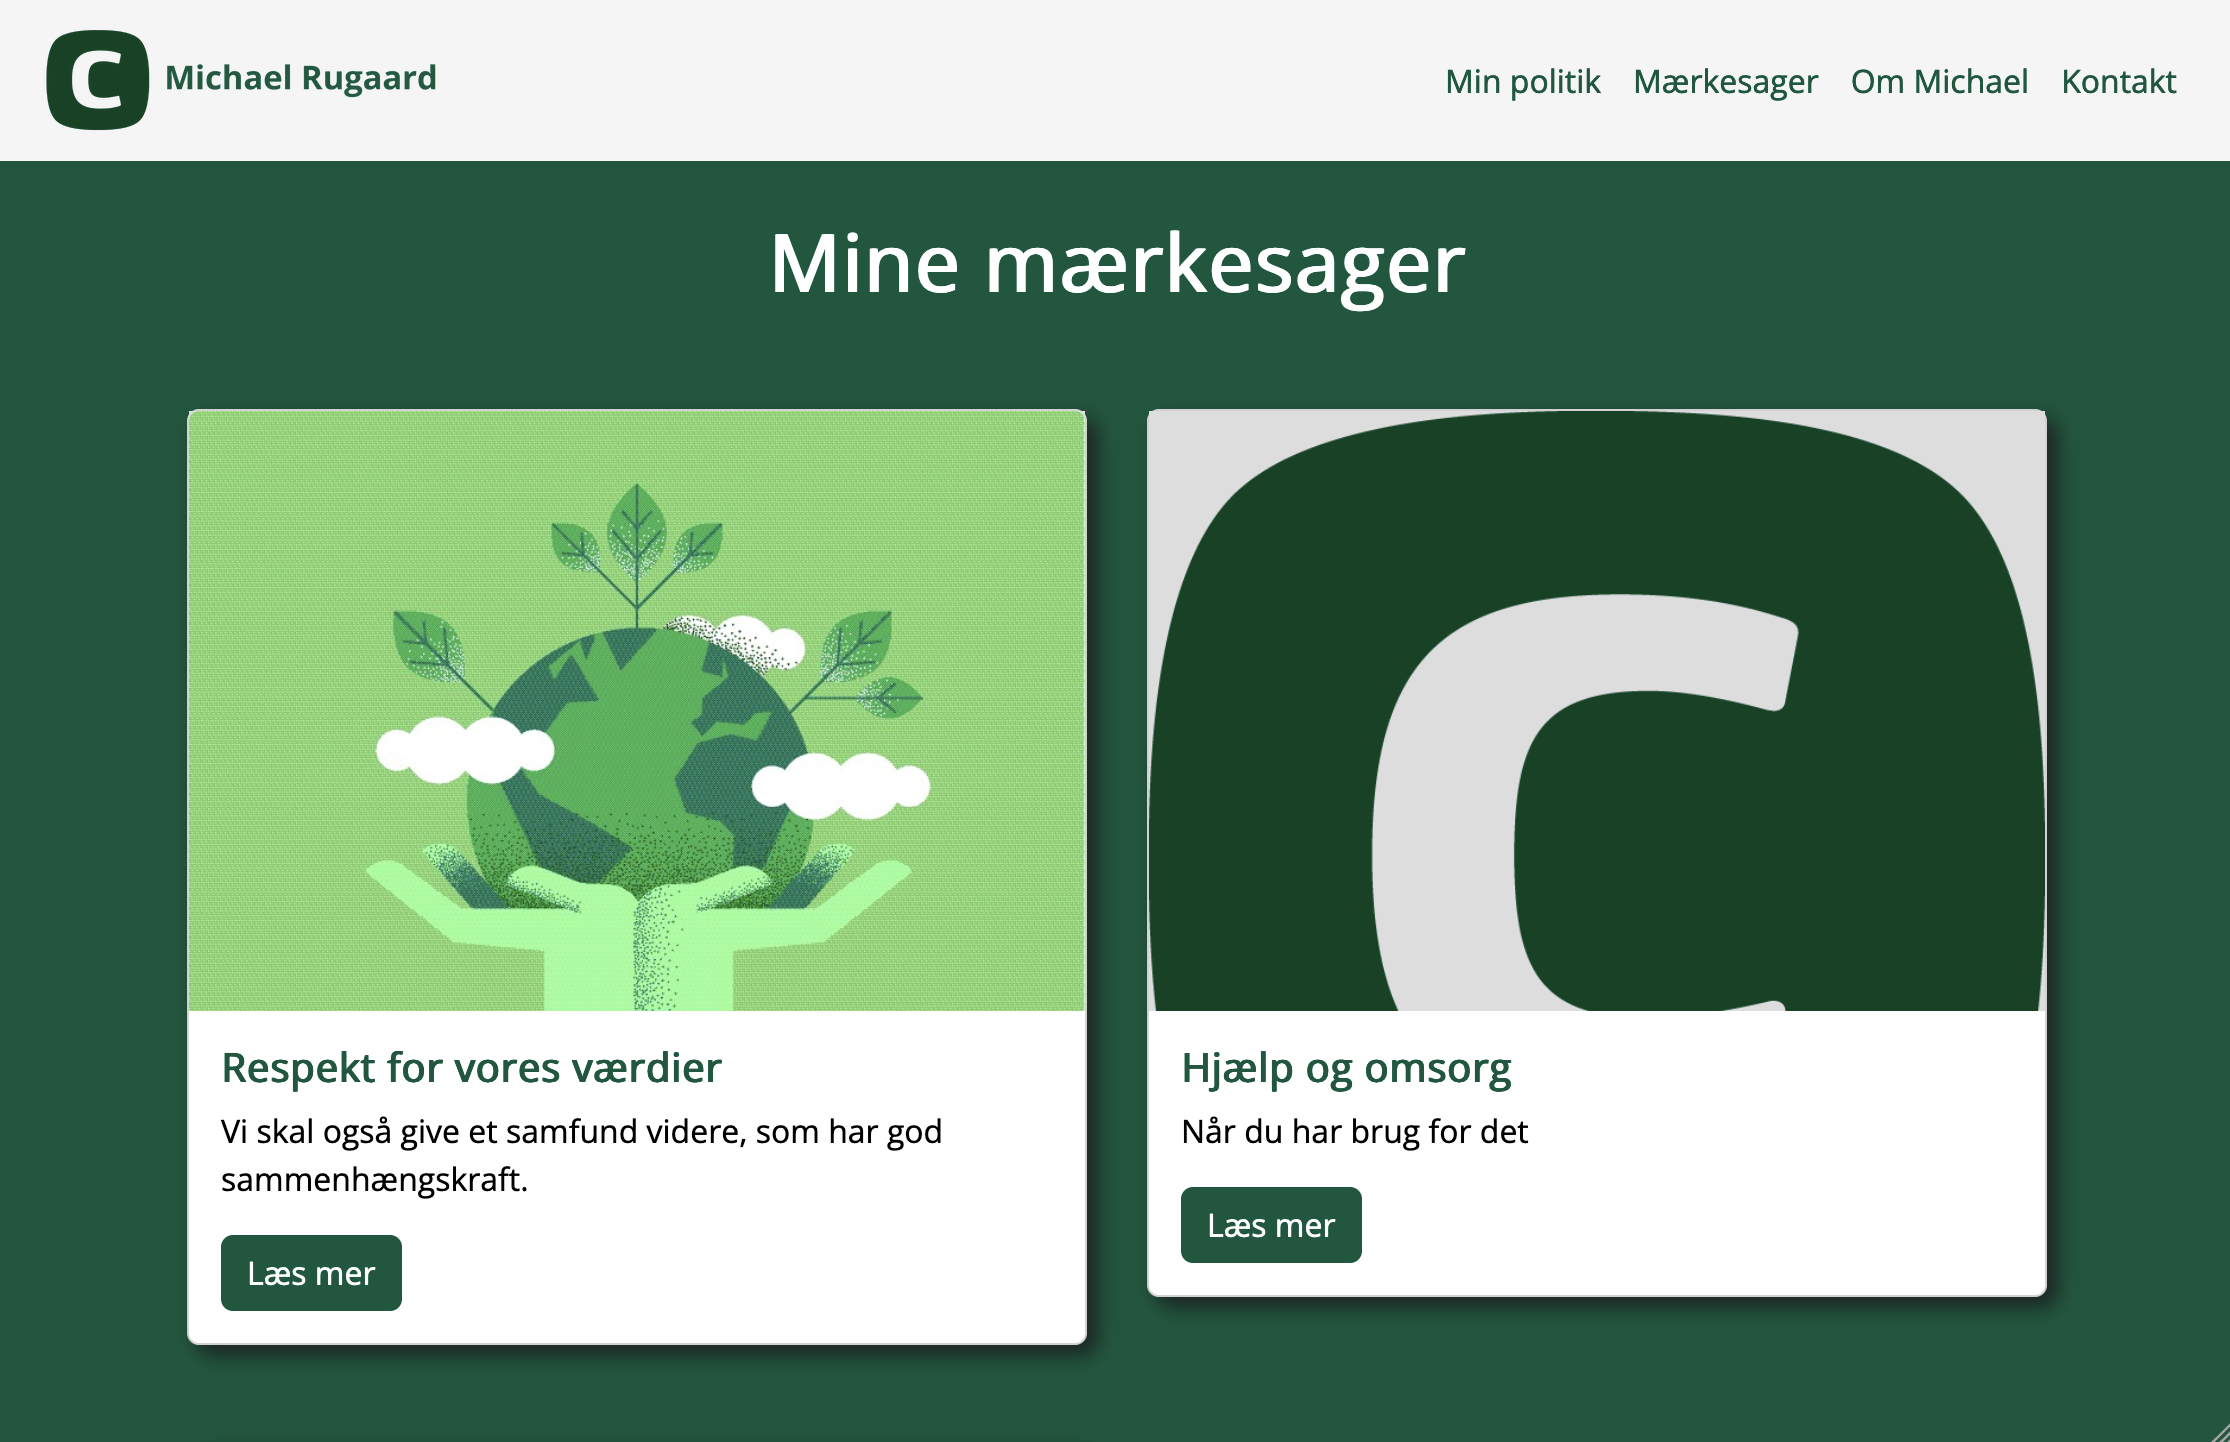 C
Michael Rugaard
Min politik Mærkesager Om Michael Kontakt
Mine mærkesager
C
Respekt for vores værdier
Vi skal også give et samfund videre, som har god
sammenhængskraft.
Læs mer
Hjælp og omsorg
Når du har brug for det
Læs mer